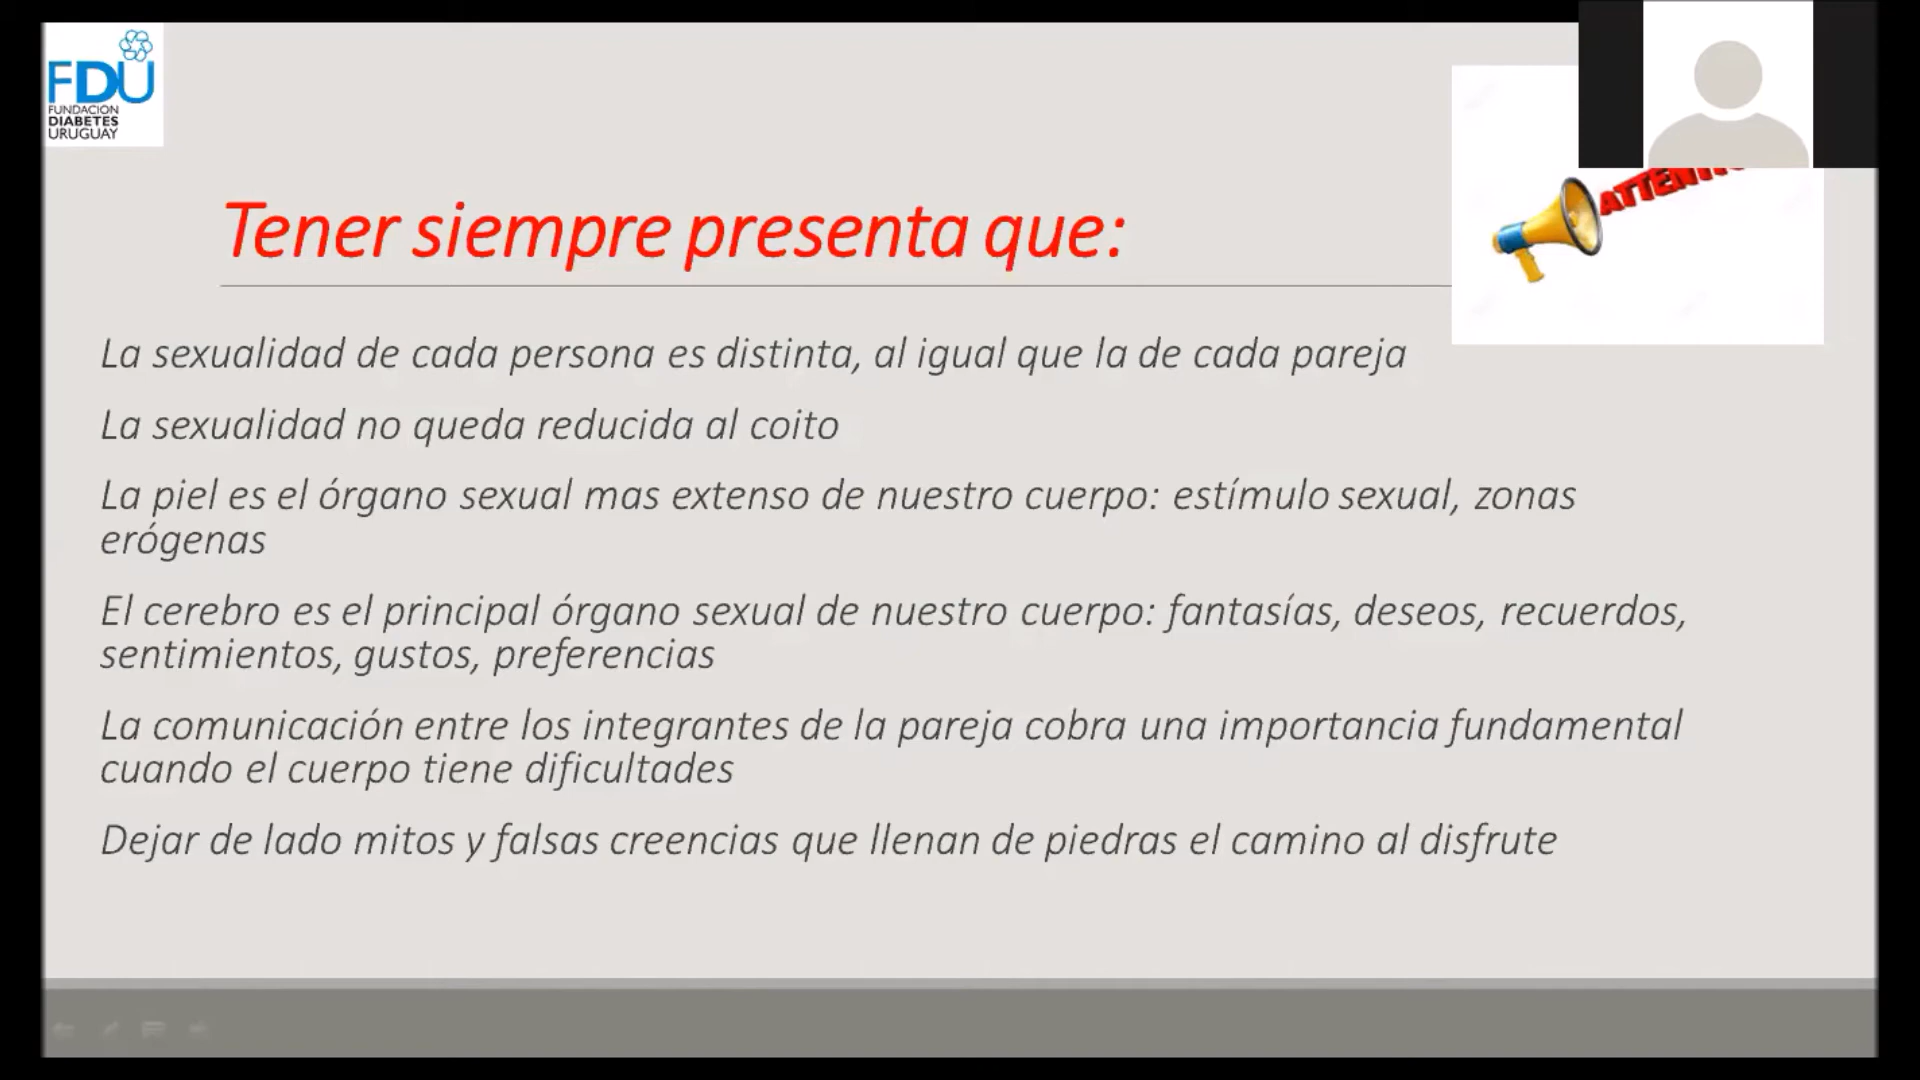 FDU
FUNDACIÓN
DIABETES
URUGUAY
Tener siempre presenta que:
La sexualidad de cada persona es distinta, al igual que la de cada pareja
La sexualidad no queda reducida al coito
La piel es el órgano sexual mas extenso de nuestro cuerpo: estímulo sexual, zonas
erógenas
El cerebro es el principal órgano sexual de nuestro cuerpo: fantasías, deseos, recuerdos,
sentimientos, gustos, preferencias
La comunicación entre los integrantes de la pareja cobra una importancia fundamental
cuando el cuerpo tiene dificultades
Dejar de lado mitos y falsas creencias que llenan de piedras el camino al disfrute